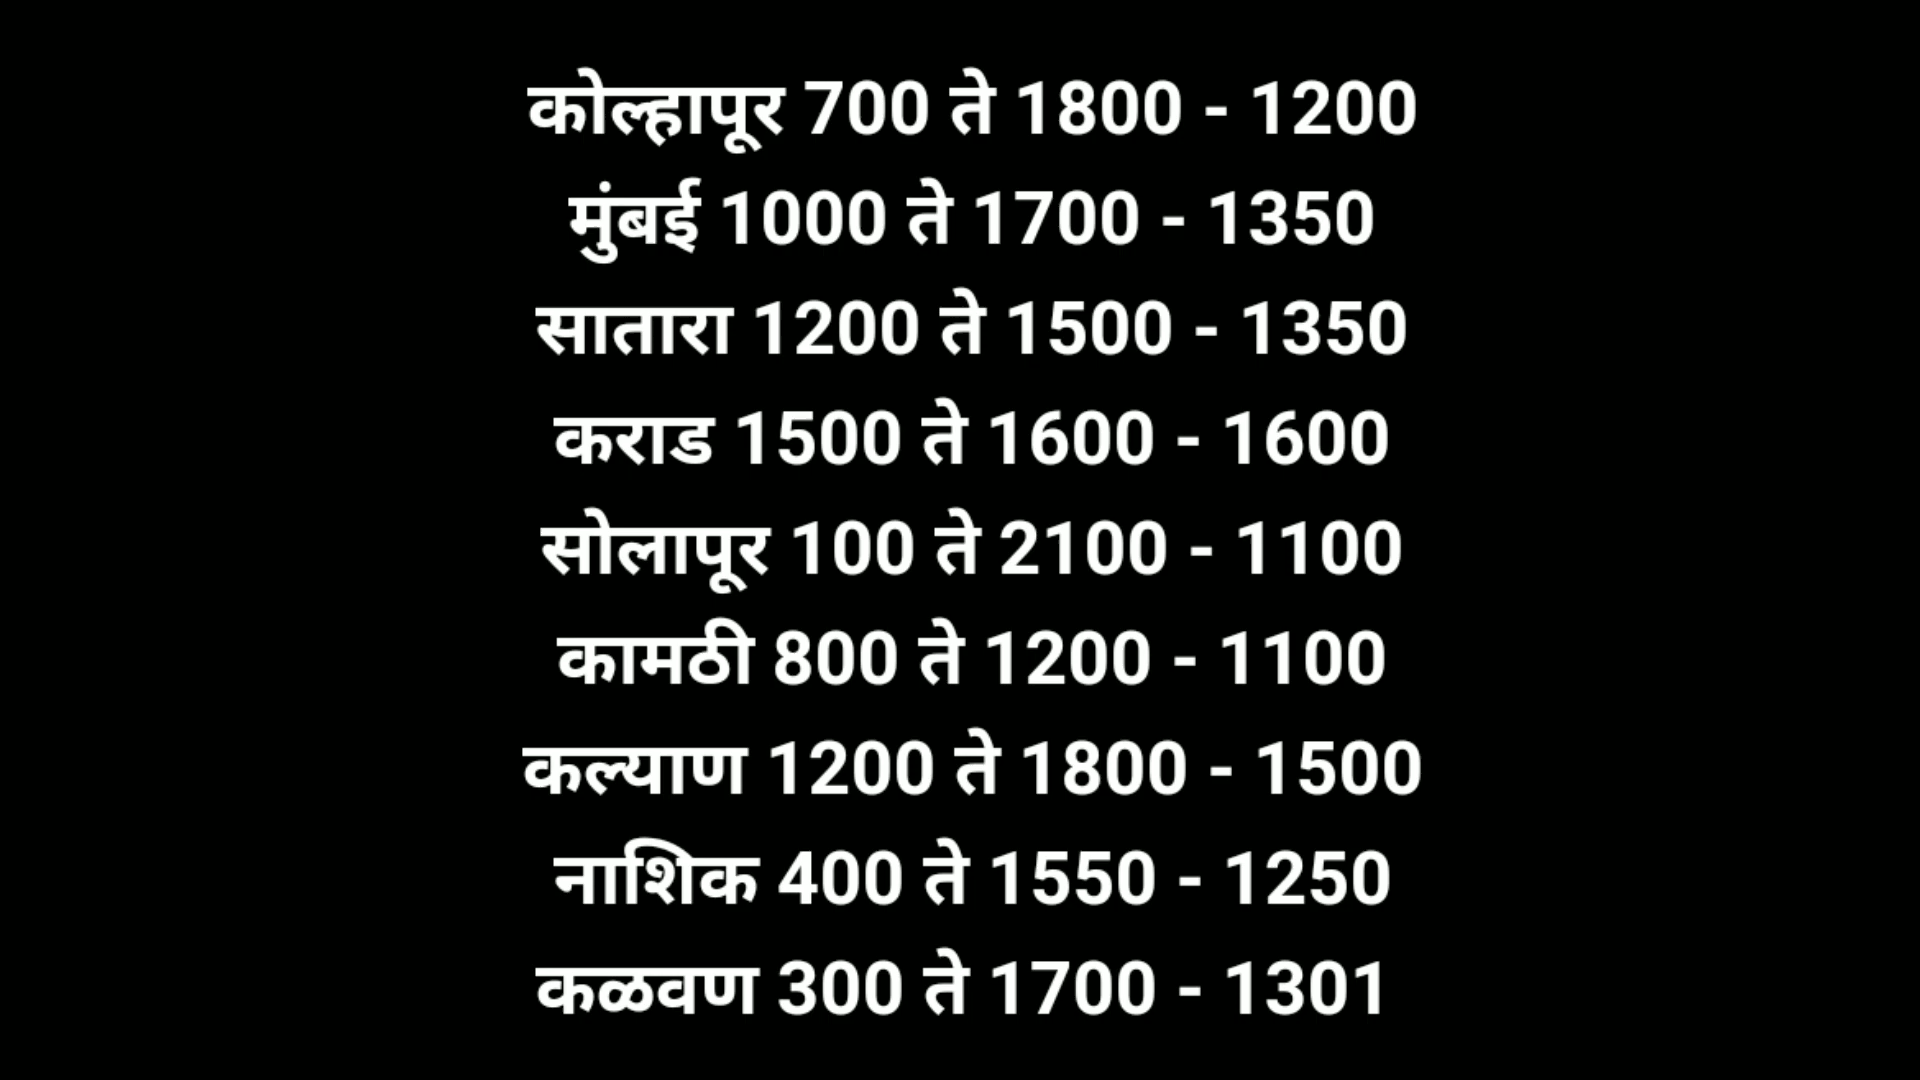 कोल्हापूर 700 ते 1800 - 1200
मुंबई 1000 ते 1700 - 1350
सातारा 1200 ते 1500 - 1350
कराड 1500 ते 1600 - 1600
सोलापूर 100 ते 2100 - 1100
कामठी 800 ते 1200 - 1100
कल्याण 1200 ते 1800 - 1500
नाशिक 400 ते 1550 - 1250
कळवण 300 ते 1700 - 1301